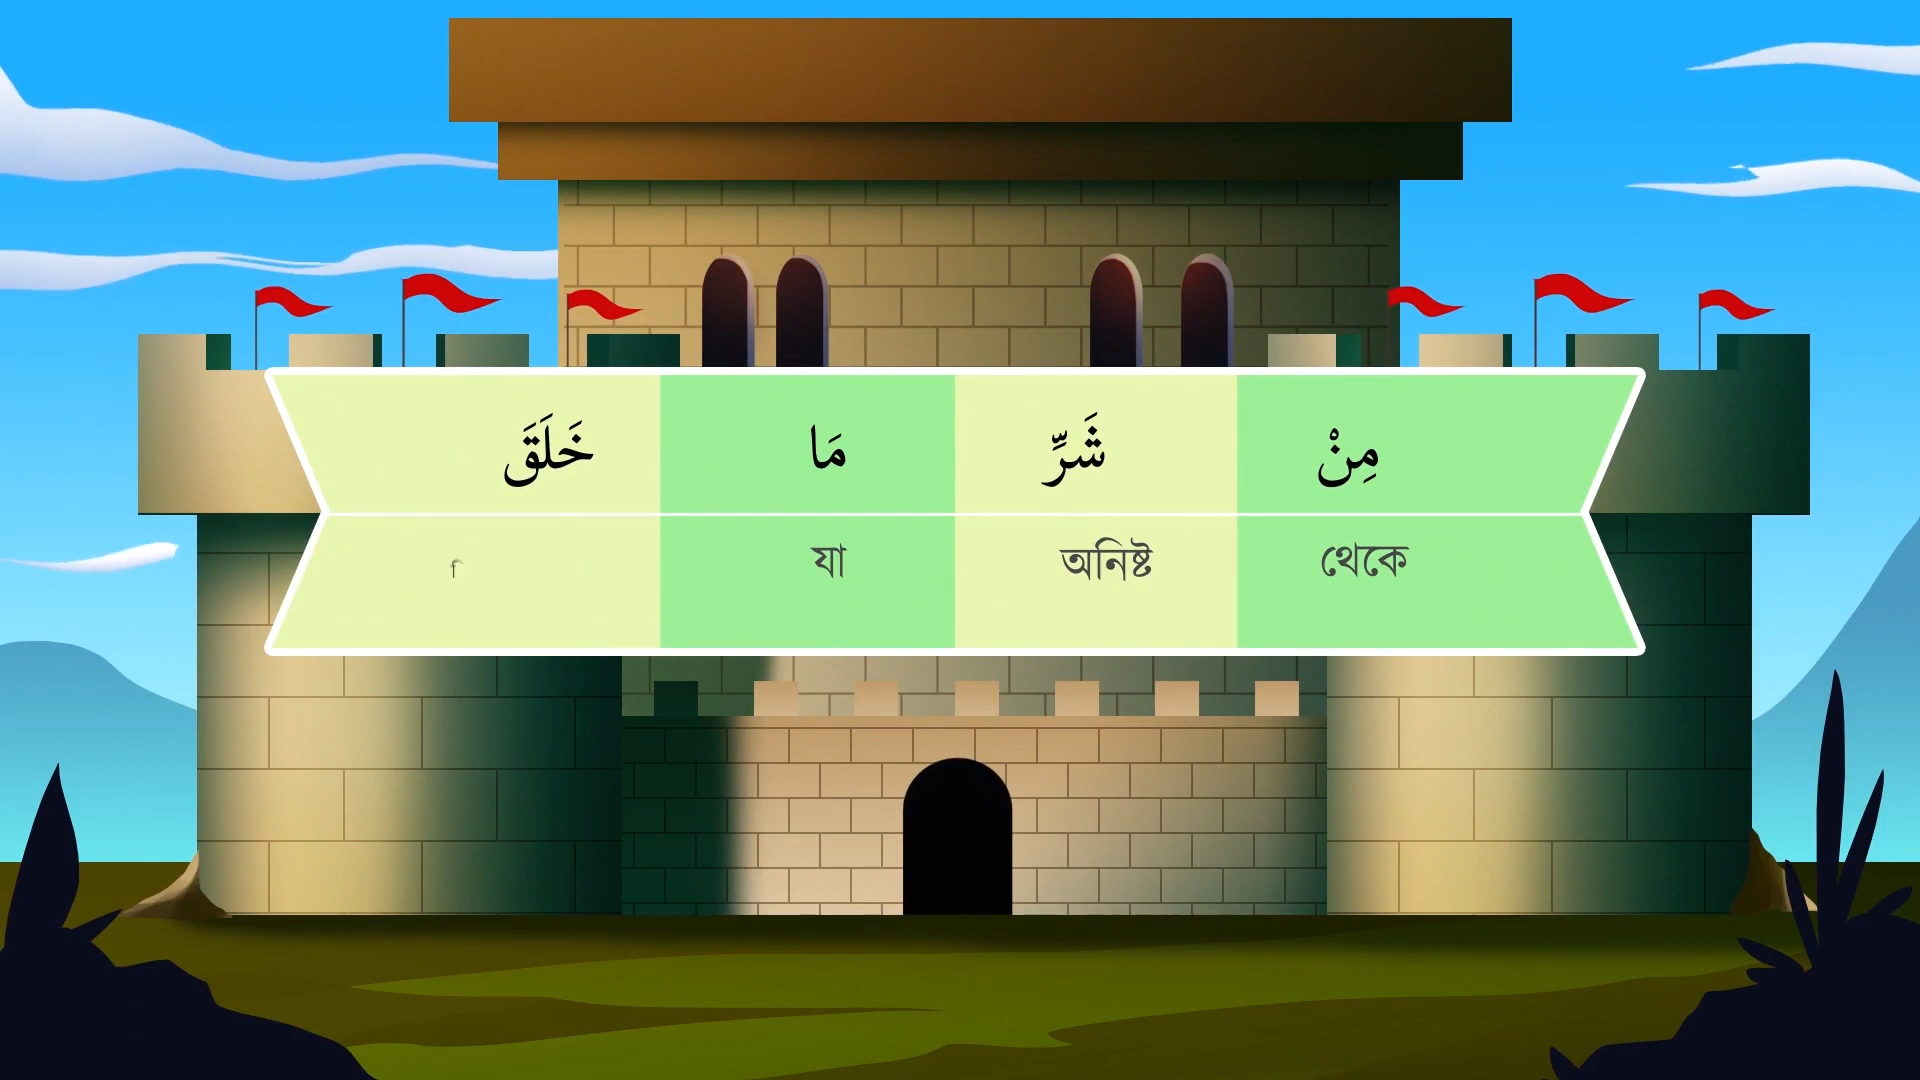 مِنْ شَرِّ مَا خَلَقَ
থেকে অনিষ্ট যা